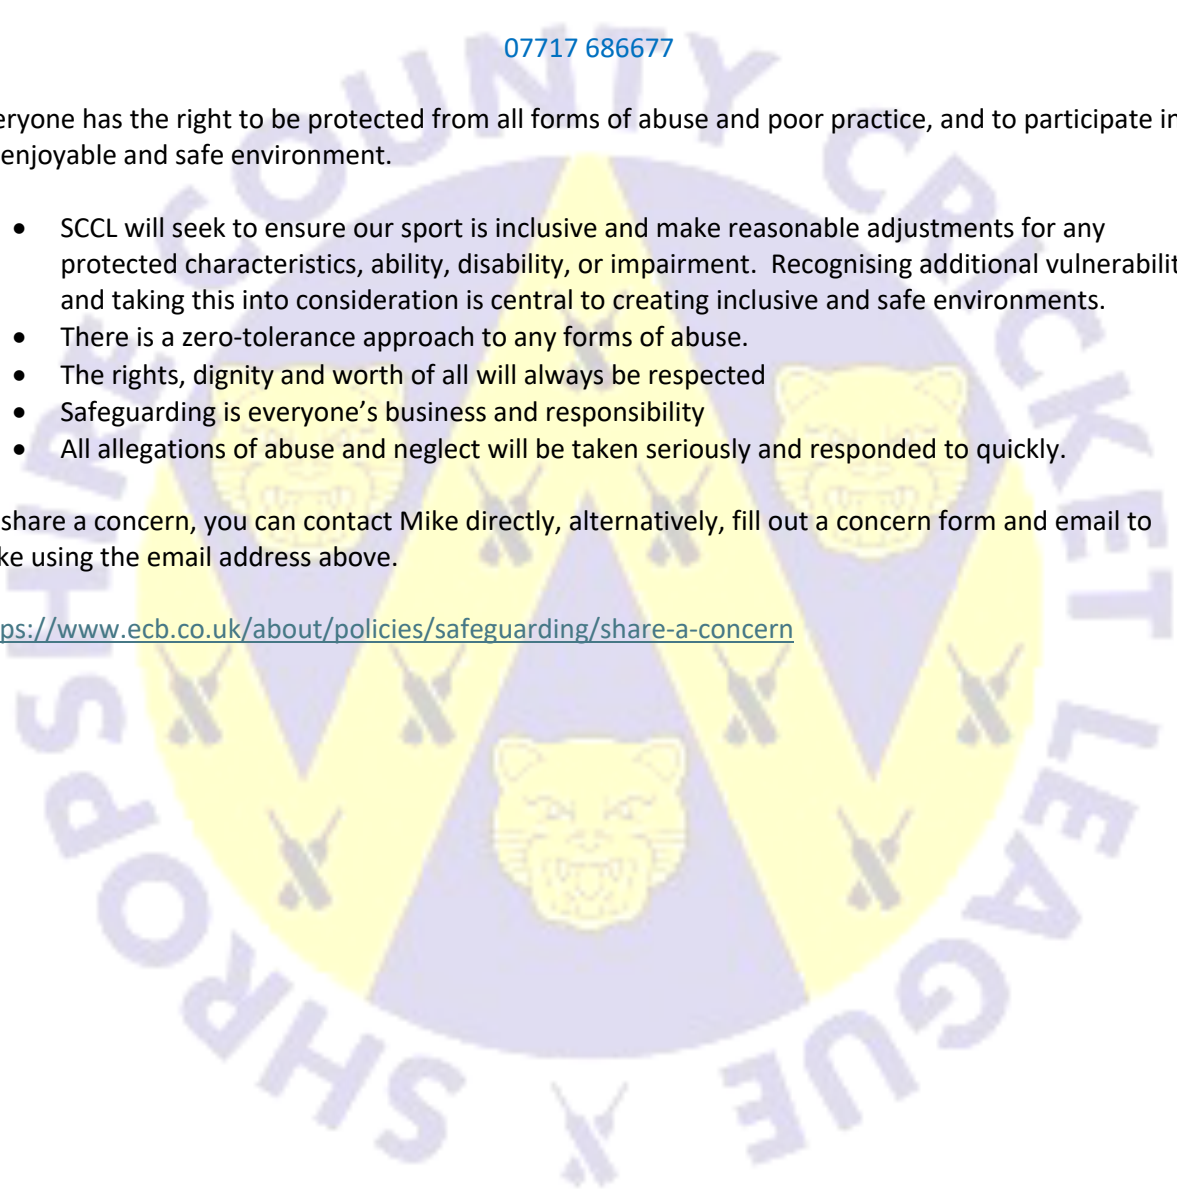 07717 686677
eryone has the right to be protected from all forms of abuse and poor practice, and to participate in
enjoyable and safe environment.
• SCCL will seek to ensure our sport is inclusive and make reasonable adjustments for any
protected characteristics, ability, disability, or impairment. Recognising additional vulnerabilit
and taking this into consideration is central to creating inclusive and safe environments.
• There is a zero-tolerance approach to any forms of abuse.
• The rights, dignity and worth of all will always be respected
• Safeguarding is everyone’s business and responsibility
• All allegations of abuse and neglect will be taken seriously and responded to quickly.
share a concern, you can contact Mike directly, alternatively, fill out a concern form and email to
ke using the email address above.
ps://www.ecb.co.uk/about/policies/safeguarding/share-a-concern
SHROPSHIRE COUNTY CRICKET LEAGUE